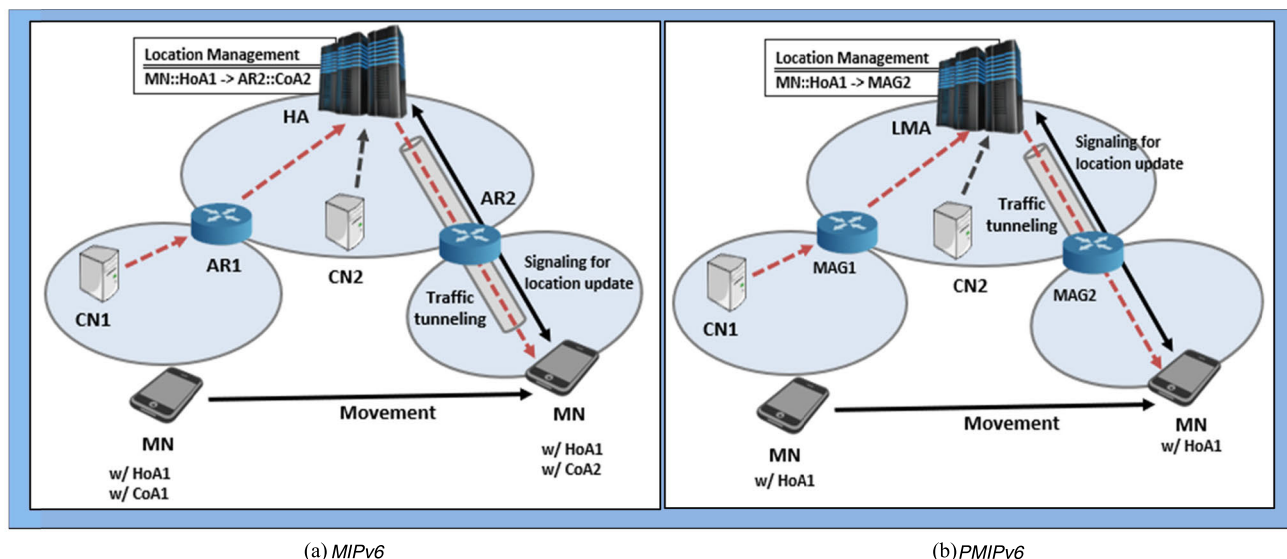 Location Management
MN::HoA1 -> AR2::CoA2
HA
AR2
AR1
CN2
CN1
Signaling for
location update
Traffic
tunneling
Movement
MN
w/ HoA1
w/ CoA1
MN
w/ HoA1
w/ CoA2
(a) MIPv6
Location Management
MN::HoA1 -> MAG2
LMA
Signaling for
location update
Traffic
tunneling
MAG1
CN2
MAG2
CN1
Movement
MN
w/ HoA1
MN
w/ HoA1
(b) PMIPv6